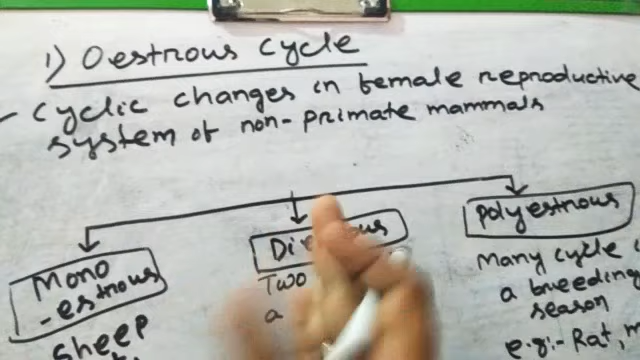 1) Oestrous cycle
- cyclic changes in female reproductive
system of non-primate mammals
Mono
-estrous
Sheep
Two
a
Polyestrous
Many cycle
a breeding
season
e.g:- Rat,